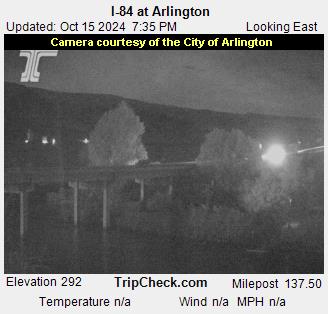 I-84 at Arlington
Updated: Oct 15 2024 7:35 PM Looking East
Camera courtesy of the City of Arlington
Elevation 292 TripCheck.com Milepost 137.50
Temperature n/a Wind n/a MPH n/a